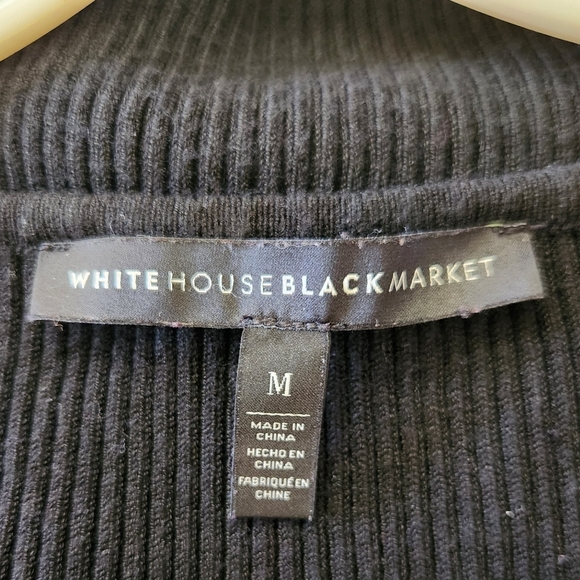 WHITEHOUSEBLACKMARKET
M
MADE IN
CHINA
HECHO EN
CHINA
FABRIQUÉ EN
CHINE